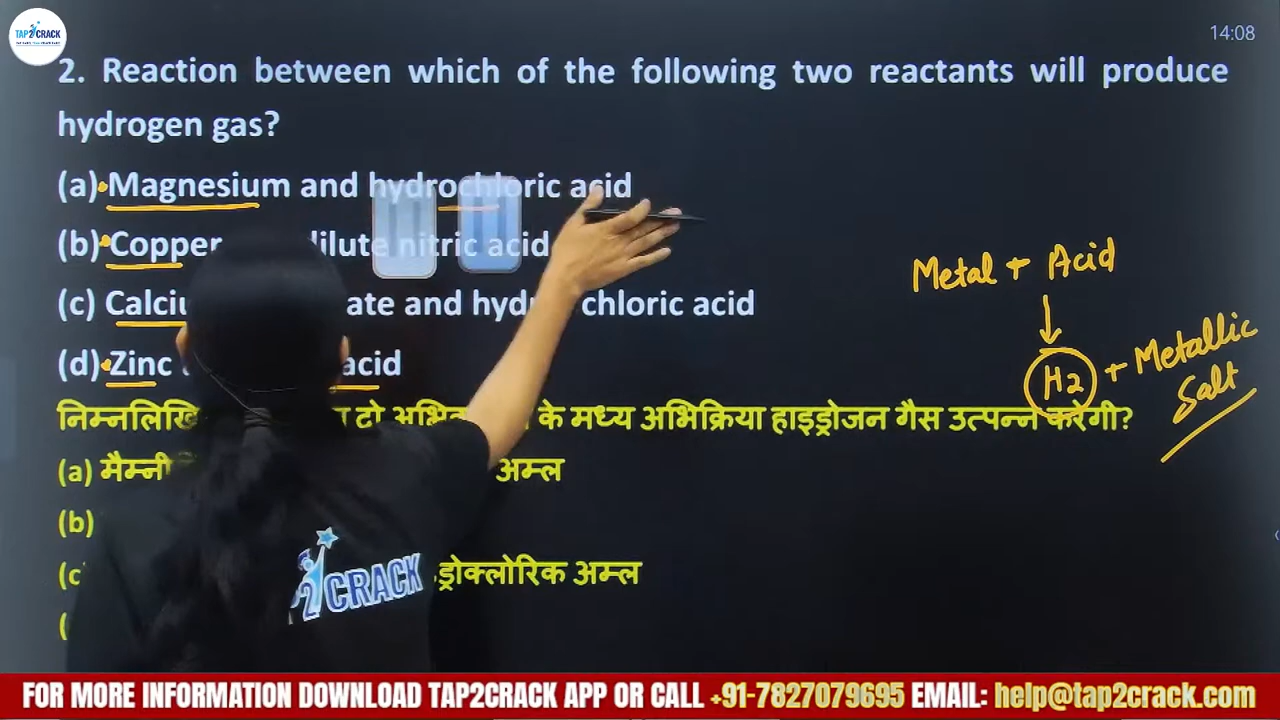 TAP2CRACK
14:08
2. Reaction between which of the following two reactants will produce
hydrogen gas?
(a) Magnesium and hydrochloric acid
(b) Copper dilute nitric acid
(c) ate and hyd chloric acid
(d) Zinc acid
Metal + Acid
H2 + Metallic
Salt
दो के मध्य अभिक्रिया हाइड्रोजन गैस उत्पन्न करेगी?
(a) अम्ल
(b)
(c ड्रोक्लोरिक अम्ल
2CRACK
FOR MORE INFORMATION DOWNLOAD TAP2CRACK APP OR CALL +91-7827079695 EMAIL: help@tap2crack.com